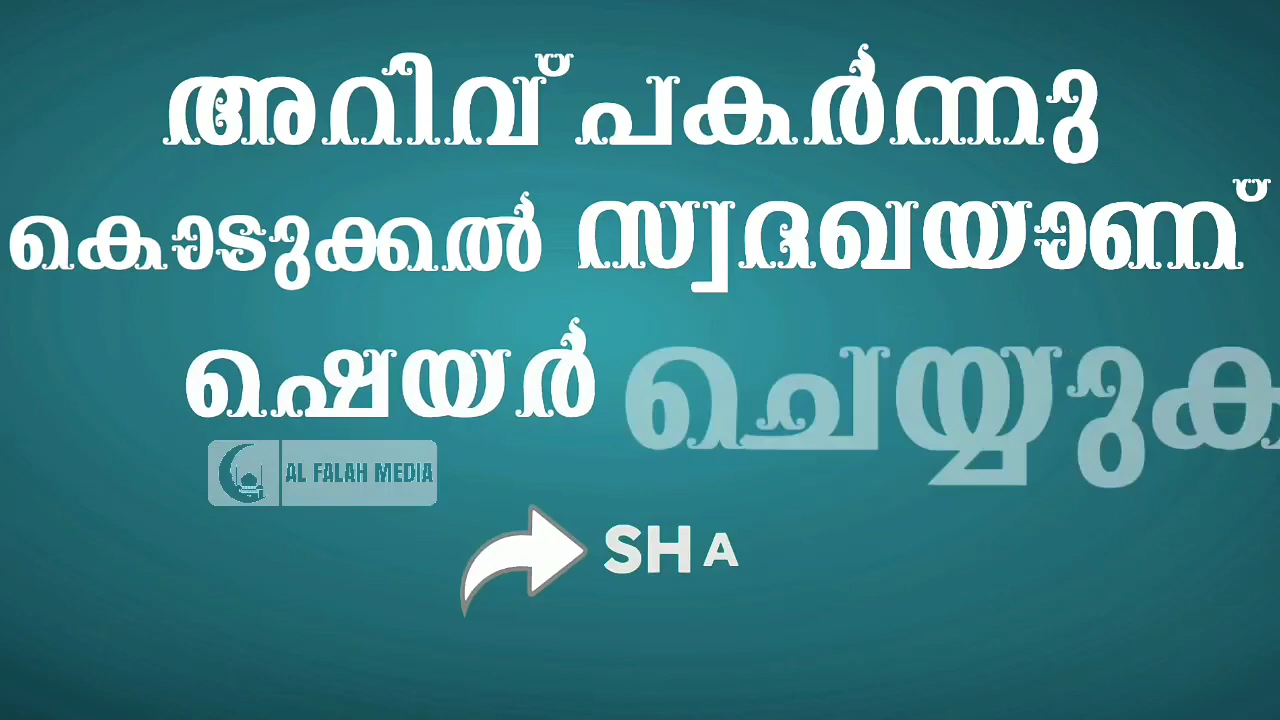 അറിവ് പകർന്നു
കൊടുക്കൽ സ്വദഖയാണ്
ഷെയർ ചെയ്യുക
AL FALAH MEDIA
SHA